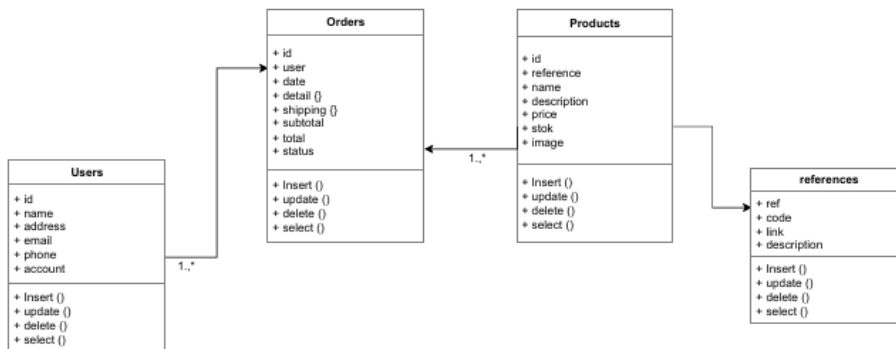 Orders
+ id
+ user
+ date
+ detail {}
+ shipping {}
+ subtotal
+ total
+ status
+ Insert ()
+ update ()
+ delete ()
+ select ()
Products
+ id
+ reference
+ name
+ description
+ price
+ stok
+ image
+ Insert ()
+ update ()
+ delete ()
+ select ()
Users
+ id
+ name
+ address
+ email
+ phone
+ account
+ Insert ()
+ update ()
+ delete ()
+ select ()
references
+ ref
+ code
+ link
+ description
+ Insert ()
+ update ()
+ delete ()
+ select ()
1..,*
1..,*